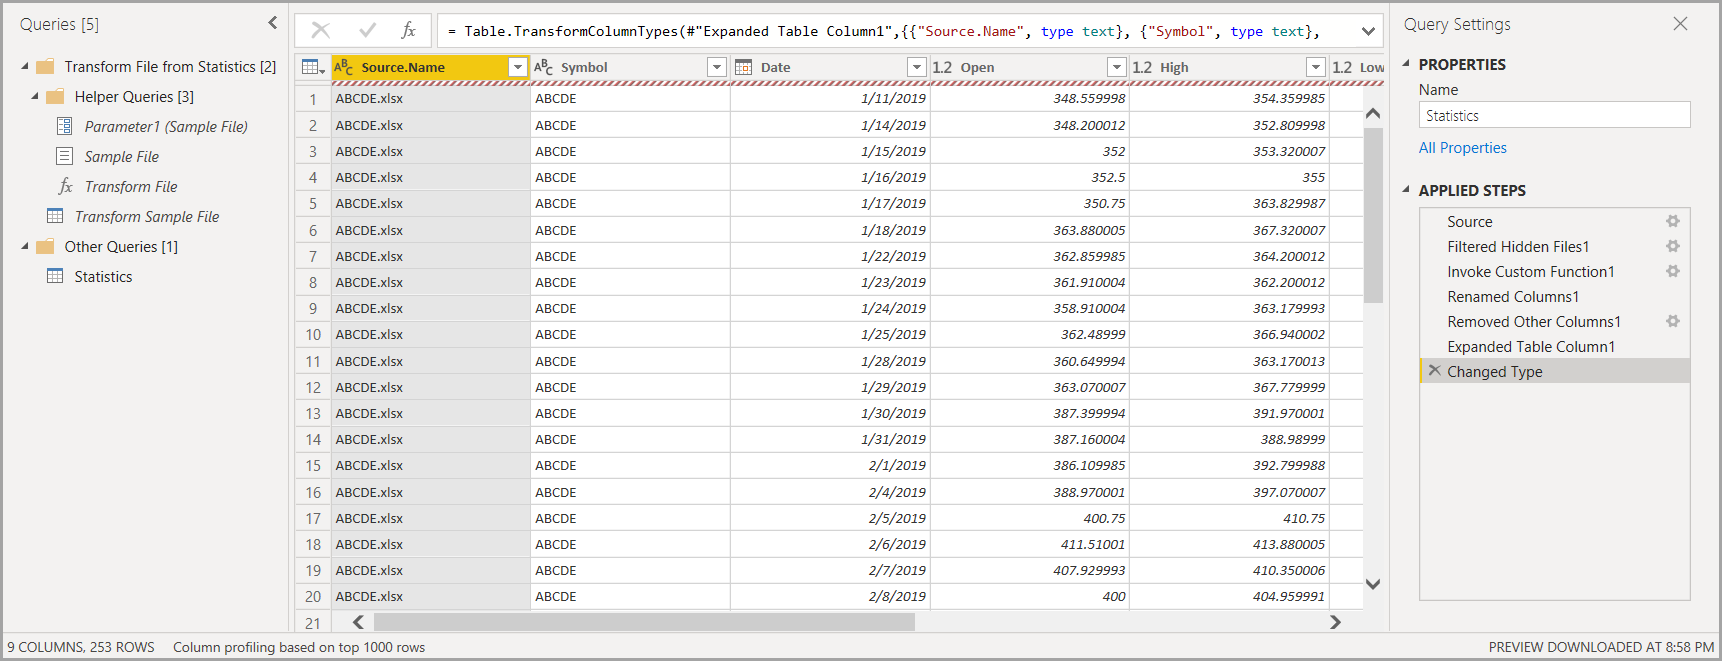 Queries [5]
Transform File from Statistics [2]
Helper Queries [3]
Parameter1 (Sample File)
Sample File
fx Transform File
Transform Sample File
Other Queries [1]
Statistics
fx = Table.TransformColumnTypes(#"Expanded Table Column1",{{"Source.Name", type text}, {"Symbol", type text},
ABC Source.Name ABC Symbol Date 1.2 Open 1.2 High 1.2 Low
1 ABCDE.xlsx ABCDE 1/11/2019 348.559998 354.359985
2 ABCDE.xlsx ABCDE 1/14/2019 348.200012 352.809998
3 ABCDE.xlsx ABCDE 1/15/2019 352 353.320007
4 ABCDE.xlsx ABCDE 1/16/2019 352.5 355
5 ABCDE.xlsx ABCDE 1/17/2019 350.75 363.829987
6 ABCDE.xlsx ABCDE 1/18/2019 363.880005 367.320007
7 ABCDE.xlsx ABCDE 1/22/2019 362.859985 364.200012
8 ABCDE.xlsx ABCDE 1/23/2019 361.910004 362.200012
9 ABCDE.xlsx ABCDE 1/24/2019 358.910004 363.179993
10 ABCDE.xlsx ABCDE 1/25/2019 362.48999 366.940002
11 ABCDE.xlsx ABCDE 1/28/2019 360.649994 363.170013
12 ABCDE.xlsx ABCDE 1/29/2019 363.070007 367.779999
13 ABCDE.xlsx ABCDE 1/30/2019 387.399994 391.970001
14 ABCDE.xlsx ABCDE 1/31/2019 387.160004 388.98999
15 ABCDE.xlsx ABCDE 2/1/2019 386.109985 392.799988
16 ABCDE.xlsx ABCDE 2/4/2019 388.970001 397.070007
17 ABCDE.xlsx ABCDE 2/5/2019 400.75 410.75
18 ABCDE.xlsx ABCDE 2/6/2019 411.51001 413.880005
19 ABCDE.xlsx ABCDE 2/7/2019 407.929993 410.350006
20 ABCDE.xlsx ABCDE 2/8/2019 400 404.959991
21
Query Settings
PROPERTIES
Name
Statistics
All Properties
APPLIED STEPS
Source
Filtered Hidden Files1
Invoke Custom Function1
Renamed Columns1
Removed Other Columns1
Expanded Table Column1
Changed Type
9 COLUMNS, 253 ROWS Column profiling based on top 1000 rows PREVIEW DOWNLOADED AT 8:58 PM